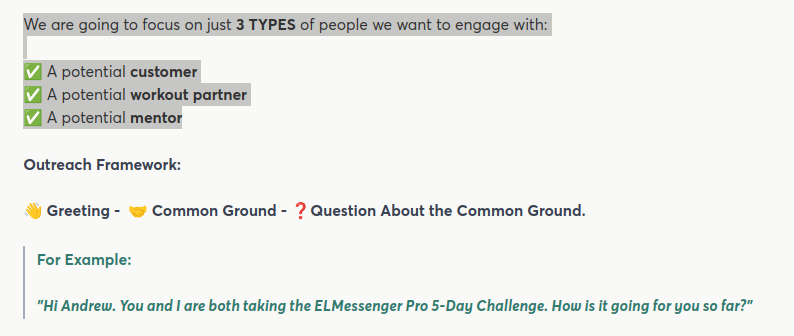 We are going to focus on just 3 TYPES of people we want to engage with:
✅ A potential customer
✅ A potential workout partner
✅ A potential mentor
Outreach Framework:
👋 Greeting - 🤝 Common Ground - ❓Question About the Common Ground.
For Example:
"Hi Andrew. You and I are both taking the ELMessenger Pro 5-Day Challenge. How is it going for you so far?"